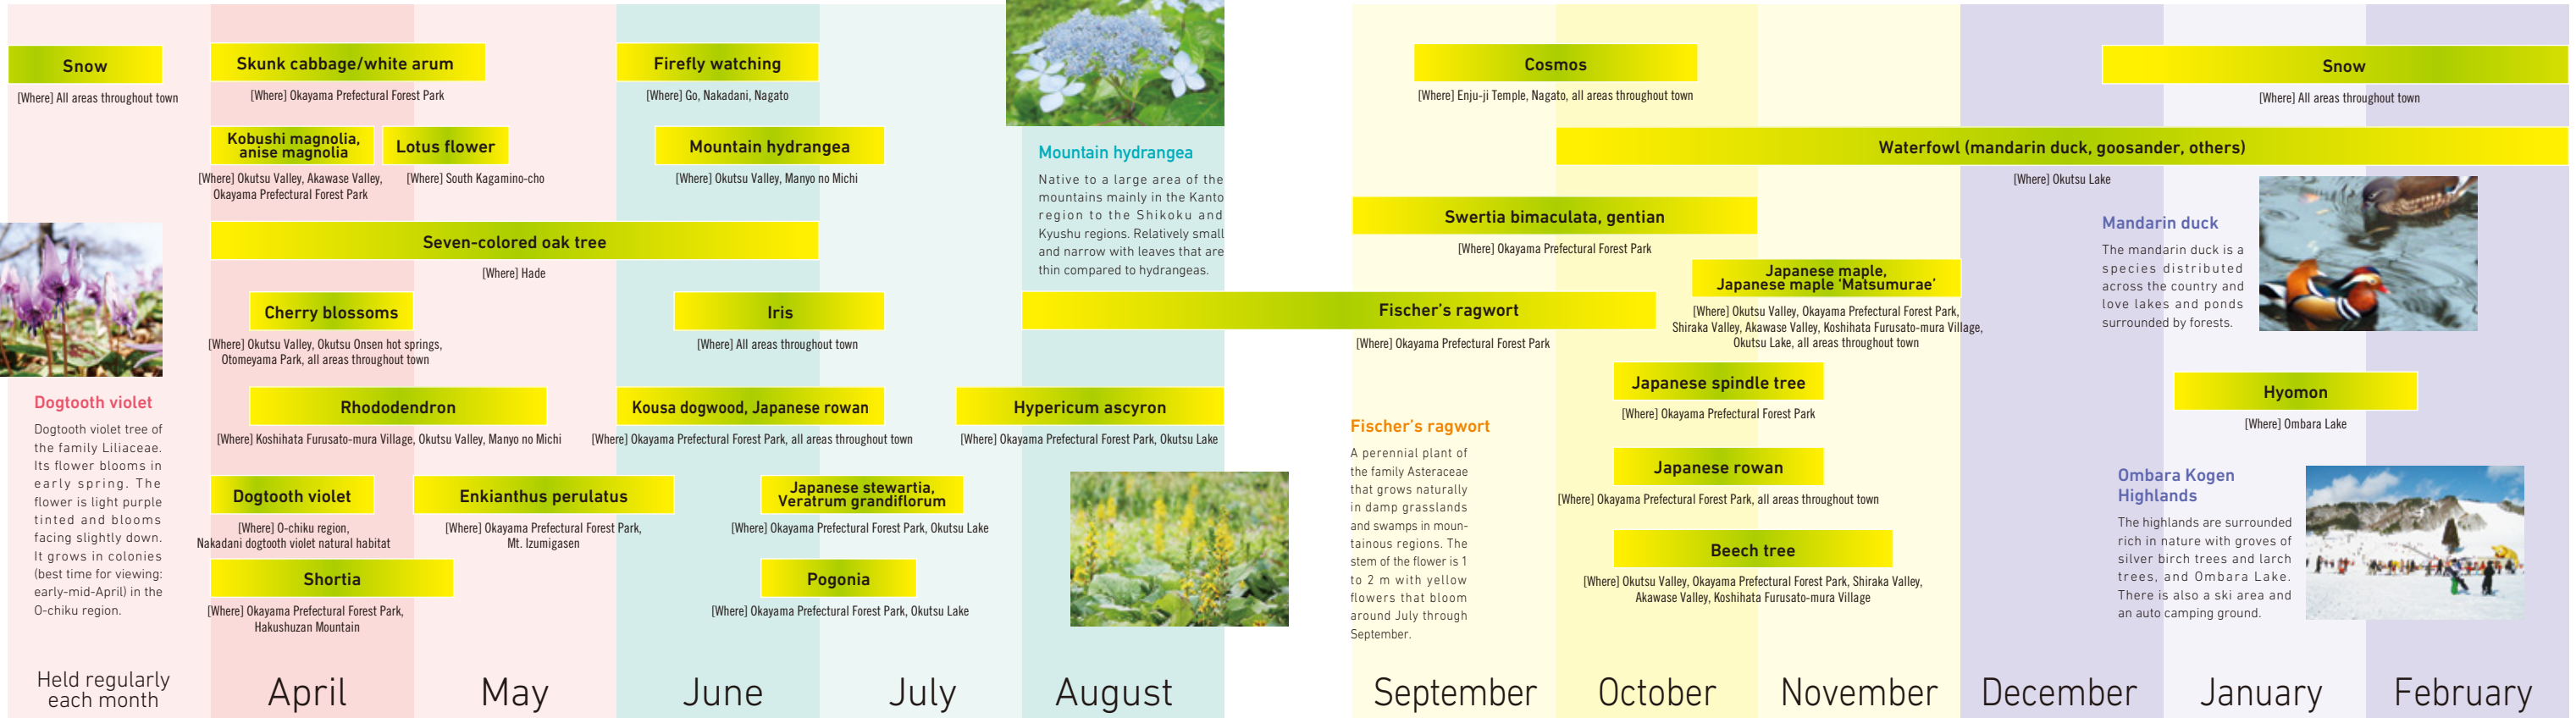 Snow
[Where] All areas throughout town
Dogtooth violet
Dogtooth violet tree of
the family Liliaceae.
Its flower blooms in
early spring. The
flower is light purple
tinted and blooms
facing slightly down.
It grows in colonies
(best time for viewing:
early-mid-April) in the
O-chiku region.
Held regularly
each month
Skunk cabbage/white arum
[Where] Okayama Prefectural Forest Park
Kobushi magnolia,
anise magnolia
[Where] Okutsu Valley, Akawase Valley,
Okayama Prefectural Forest Park
Lotus flower
[Where] South Kagamino-cho
Seven-colored oak tree
[Where] Hade
Cherry blossoms
[Where] Okutsu Valley, Okutsu Onsen hot springs,
Otomeyama Park, all areas throughout town
Rhododendron
[Where] Koshihata Furusato-mura Village, Okutsu Valley, Manyo no Michi
Dogtooth violet
[Where] O-chiku region,
Nakadani dogtooth violet natural habitat
Enkianthus perulatus
[Where] Okayama Prefectural Forest Park,
Mt. Izumigasen
Shortia
[Where] Okayama Prefectural Forest Park,
Hakushuzan Mountain
April
May
Firefly watching
[Where] Go, Nakadani, Nagato
Mountain hydrangea
[Where] Okutsu Valley, Manyo no Michi
Iris
[Where] All areas throughout town
Kousa dogwood, Japanese rowan
[Where] Okayama Prefectural Forest Park, all areas throughout town
Japanese stewartia,
Veratrum grandiflorum
[Where] Okayama Prefectural Forest Park, Okutsu Lake
Pogonia
[Where] Okayama Prefectural Forest Park, Okutsu Lake
June
July
Mountain hydrangea
Native to a large area of the
mountains mainly in the Kanto
region to the Shikoku and
Kyushu regions. Relatively small
and narrow with leaves that are
thin compared to hydrangeas.
Fischer's ragwort
[Where] Okayama Prefectural Forest Park
Hypericum ascyron
[Where] Okayama Prefectural Forest Park, Okutsu Lake
August
Cosmos
[Where] Enju-ji Temple, Nagato, all areas throughout town
Waterfowl (mandarin duck, goosander, others)
[Where] Okutsu Lake
Swertia bimaculata, gentian
[Where] Okayama Prefectural Forest Park
Japanese maple,
Japanese maple ‘Matsumurae’
[Where] Okutsu Valley, Okayama Prefectural Forest Park,
Shiraka Valley, Akawase Valley, Koshihata Furusato-mura Village,
Okutsu Lake, all areas throughout town
Japanese spindle tree
[Where] Okayama Prefectural Forest Park
Fischer's ragwort
A perennial plant of
the family Asteraceae
that grows naturally
in damp grasslands
and swamps in moun-
tainous regions. The
stem of the flower is 1
to 2 m with yellow
flowers that bloom
around July through
September.
Japanese rowan
[Where] Okayama Prefectural Forest Park, all areas throughout town
Beech tree
[Where] Okutsu Valley, Okayama Prefectural Forest Park, Shiraka Valley,
Akawase Valley, Koshihata Furusato-mura Village
September
October
November
Snow
[Where] All areas throughout town
Mandarin duck
The mandarin duck is a
species distributed
across the country and
love lakes and ponds
surrounded by forests.
Hyomon
[Where] Ombara Lake
Ombara Kogen
Highlands
The highlands are surrounded
rich in nature with groves of
silver birch trees and larch
trees, and Ombara Lake.
There is also a ski area and
an auto camping ground.
December
January
February